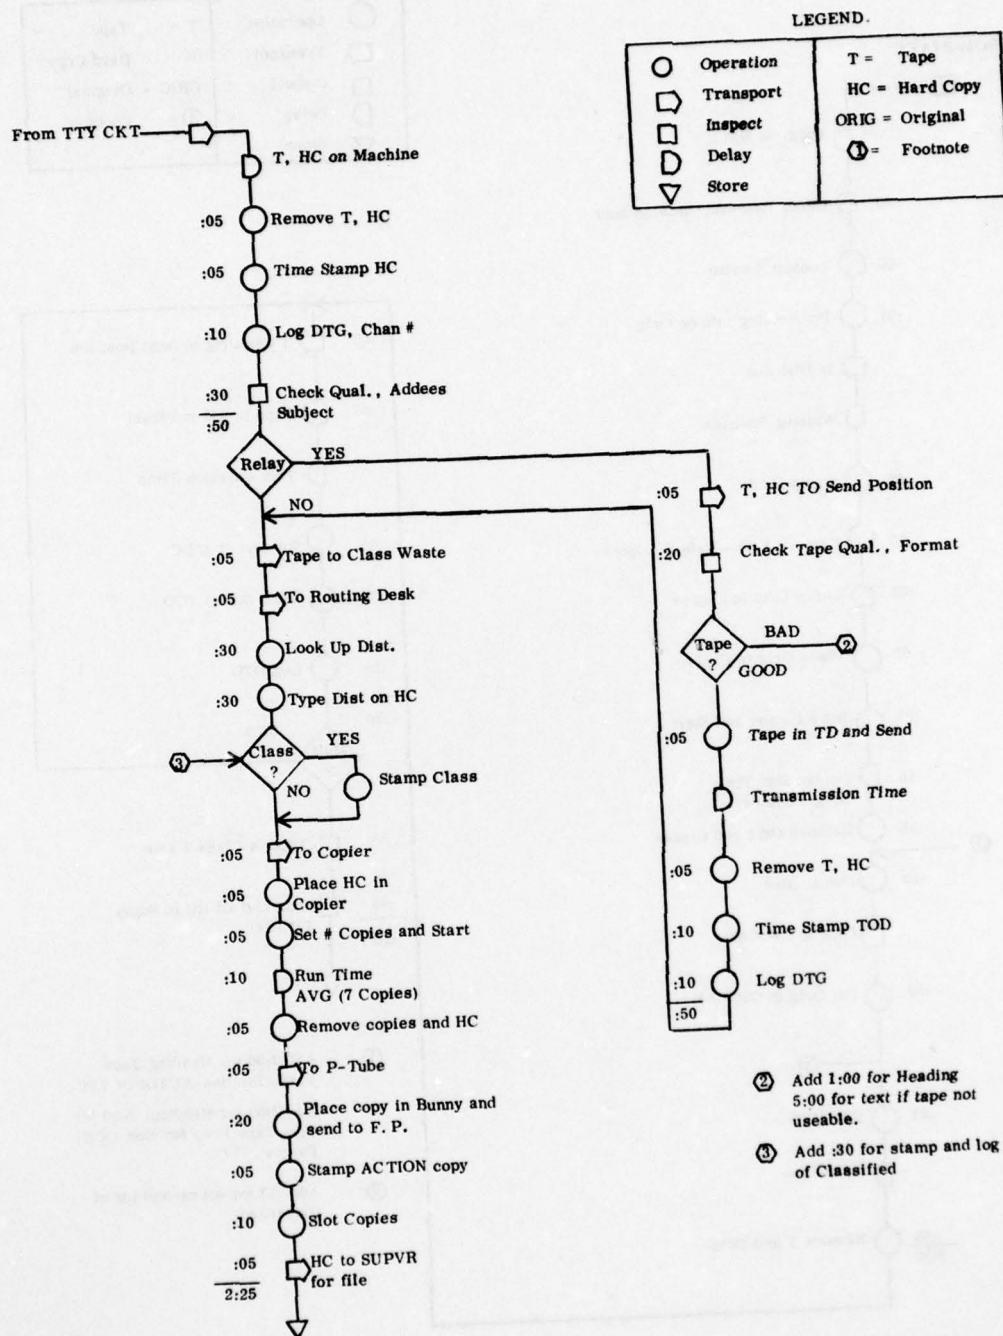 LEGEND.
Operation
Transport
Inspect
Delay
Store
T = Tape
HC = Hard Copy
ORIG = Original
1 = Footnote
From TTY CKT
T, HC on Machine
:05 Remove T, HC
:05 Time Stamp HC
:10 Log DTG, Chan #
:30 Check Qual., Addees
Subject
:50
Relay
YES
NO
:05 Tape to Class Waste
:05 To Routing Desk
:30 Look Up Dist.
:30 Type Dist on HC
3
Class
?
YES
NO
Stamp Class
:05 To Copier
:05 Place HC in
Copier
:05 Set # Copies and Start
:10 Run Time
AVG (7 Copies)
:05 Remove copies and HC
:05 To P-Tube
:20 Place copy in Bunny and
send to F. P.
:05 Stamp ACTION copy
:10 Slot Copies
:05 HC to SUPVR
for file
2:25
:05 T, HC TO Send Position
:20 Check Tape Qual., Format
Tape
?
BAD
2
GOOD
:05 Tape in TD and Send
Transmission Time
:05 Remove T, HC
:10 Time Stamp TOD
:10 Log DTG
:50
2 Add 1:00 for Heading
5:00 for text if tape not
useable.
3 Add :30 for stamp and log
of Classified